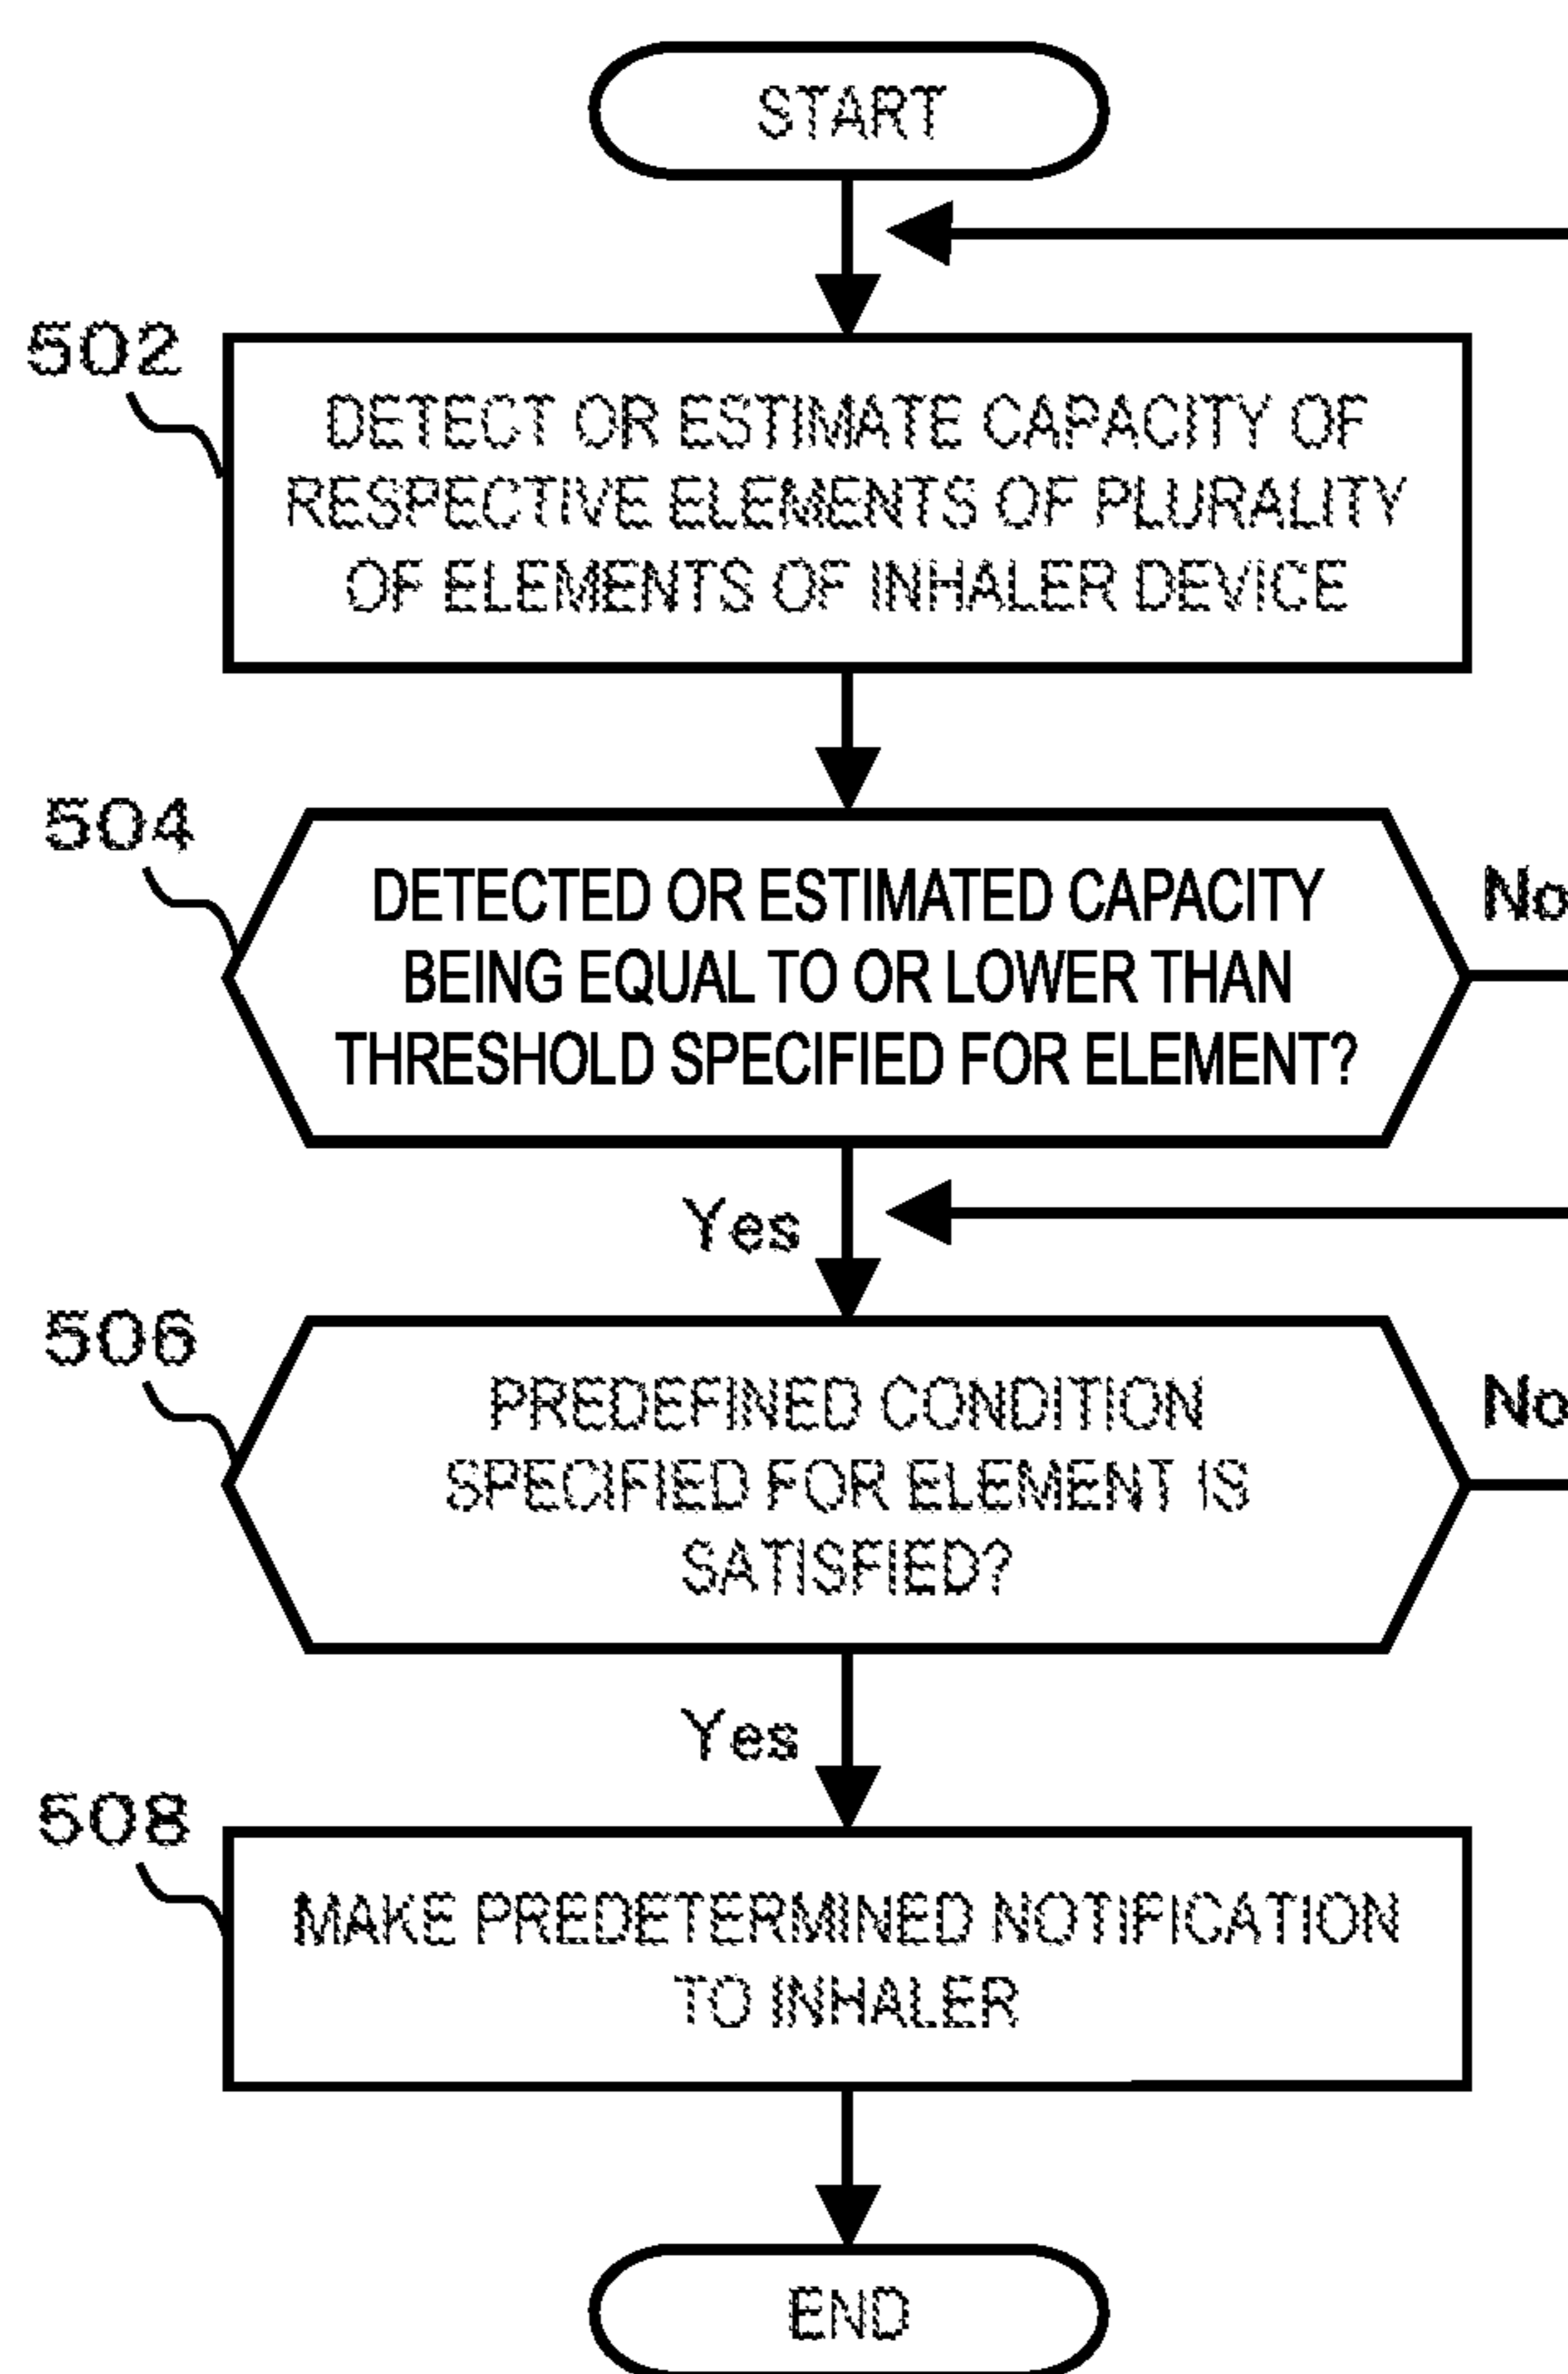 START
502
DETECT OR ESTIMATE CAPACITY OF
RESPECTIVE ELEMENTS OF PLURALITY
OF ELEMENTS OF INHALER DEVICE
504
DETECTED OR ESTIMATED CAPACITY
BEING EQUAL TO OR LOWER THAN
THRESHOLD SPECIFIED FOR ELEMENT?
No
Yes
506
PREDEFINED CONDITION
SPECIFIED FOR ELEMENT IS
SATISFIED?
No
Yes
508
MAKE PREDETERMINED NOTIFICATION
TO INHALER
END